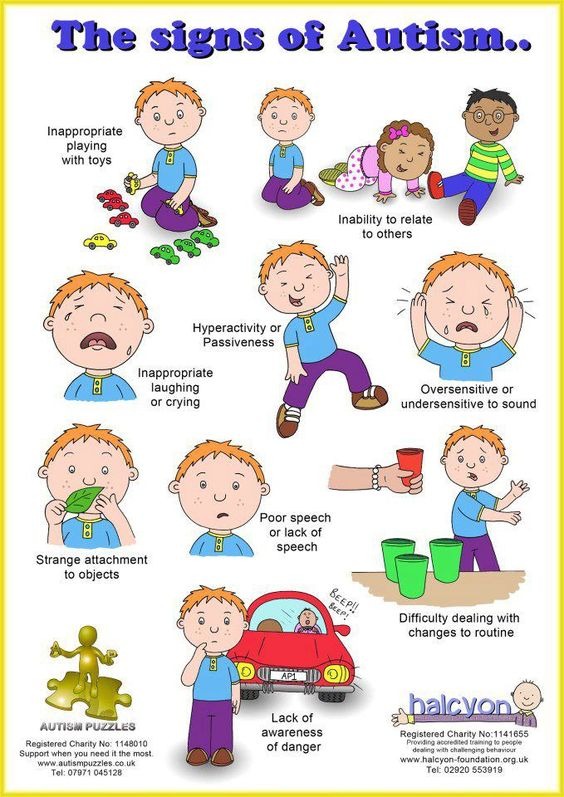 The signs of Autism..
Inappropriate
playing
with toys
Inability to relate
to others
Hyperactivity or
Passiveness
Inappropriate
laughing
or crying
Oversensitive or
undersensitive to sound
Strange attachment
to objects
Poor speech
or lack of
speech
Difficulty dealing with
changes to routine
BEEP!!
BEEP!
AP1
Lack of
awareness
of danger
AUTISM PUZZLES
Registered Charity No: 1148010
Support when you need it the most.
www.autismpuzzles.co.uk
Tel: 07971 045128
halcyon
Registered Charity No:1141655
Providing accredited training to people
dealing with challenging behaviour
www.halcyon-foundation.org.uk
Tel: 02920 553919